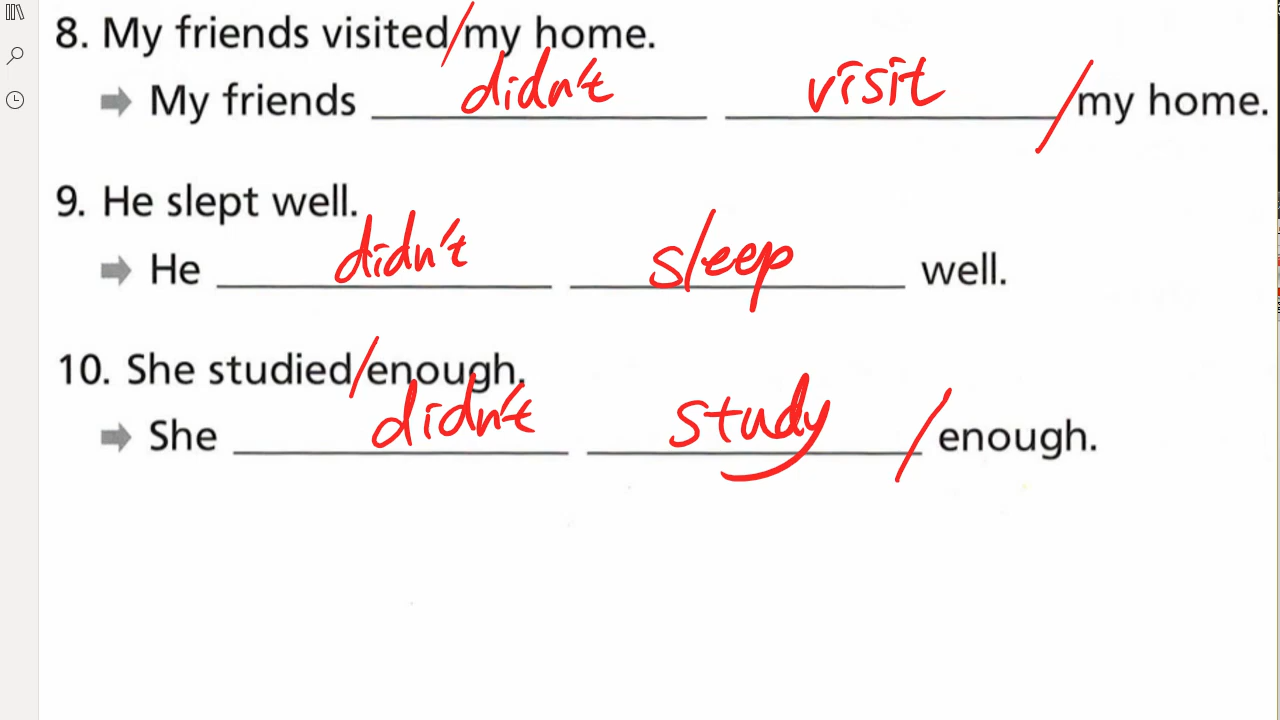 8. My friends visited/my home.
➡ My friends didn't visit /my home.
9. He slept well.
➡ He didn't sleep well.
10. She studied/enough.
➡ She didn't study / enough.